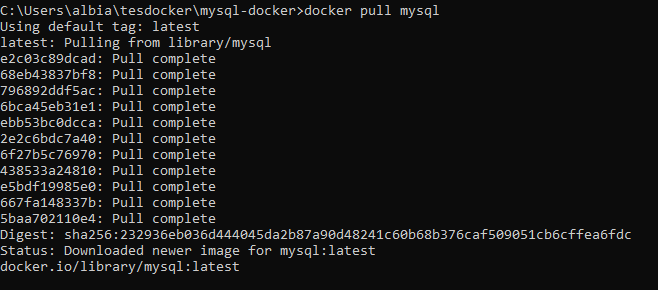 C:\Users\albia\tesdocker\mysql-docker>docker pull mysql
Using default tag: latest
latest: Pulling from library/mysql
e2c03c89dcad: Pull complete
68eb43837bf8: Pull complete
796892ddf5ac: Pull complete
6bca45eb31e1: Pull complete
ebb53bc0dcca: Pull complete
2e2c6bdc7a40: Pull complete
6f27b5c76970: Pull complete
438533a24810: Pull complete
e5bdf19985e0: Pull complete
667fa148337b: Pull complete
5baa702110e4: Pull complete
Digest: sha256:232936eb036d444045da2b87a90d48241c60b68b376caf509051cb6cffea6fdc
Status: Downloaded newer image for mysql:latest
docker.io/library/mysql:latest